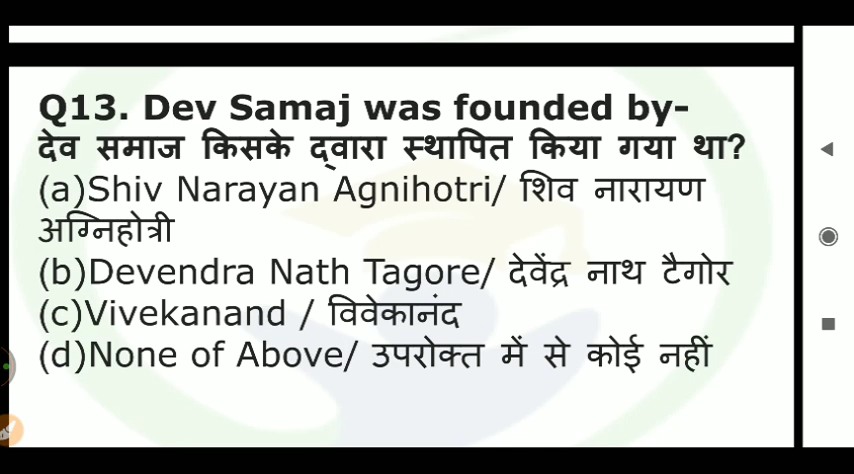 Q13. Dev Samaj was founded by-
देव समाज किसके द्वारा स्थापित किया गया था?
(a)Shiv Narayan Agnihotri/ शिव नारायण
अग्निहोत्री
(b)Devendra Nath Tagore/ देवेंद्र नाथ टैगोर
(c)Vivekanand / विवेकानंद
(d)None of Above/ उपरोक्त में से कोई नहीं